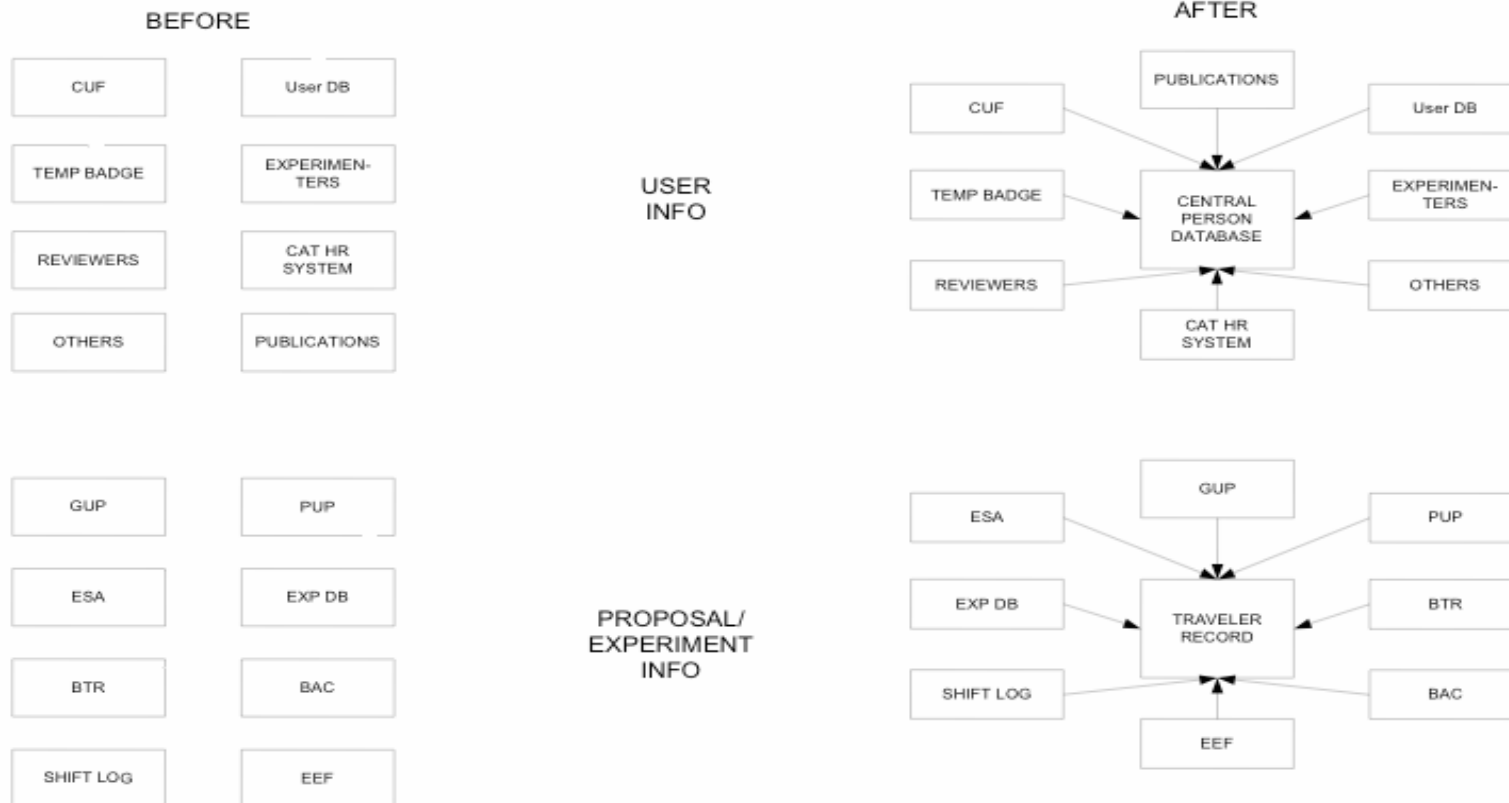 BEFORE
AFTER
CUF
User DB
TEMP BADGE
EXPERIMEN-
TERS
REVIEWERS
CAT HR
SYSTEM
OTHERS
PUBLICATIONS
USER
INFO
PUBLICATIONS
CUF
User DB
TEMP BADGE
CENTRAL
PERSON
DATABASE
EXPERIMEN-
TERS
REVIEWERS
OTHERS
CAT HR
SYSTEM
GUP
PUP
ESA
EXP DB
BTR
BAC
SHIFT LOG
EEF
PROPOSAL/
EXPERIMENT
INFO
GUP
ESA
PUP
EXP DB
TRAVELER
RECORD
BTR
SHIFT LOG
BAC
EEF